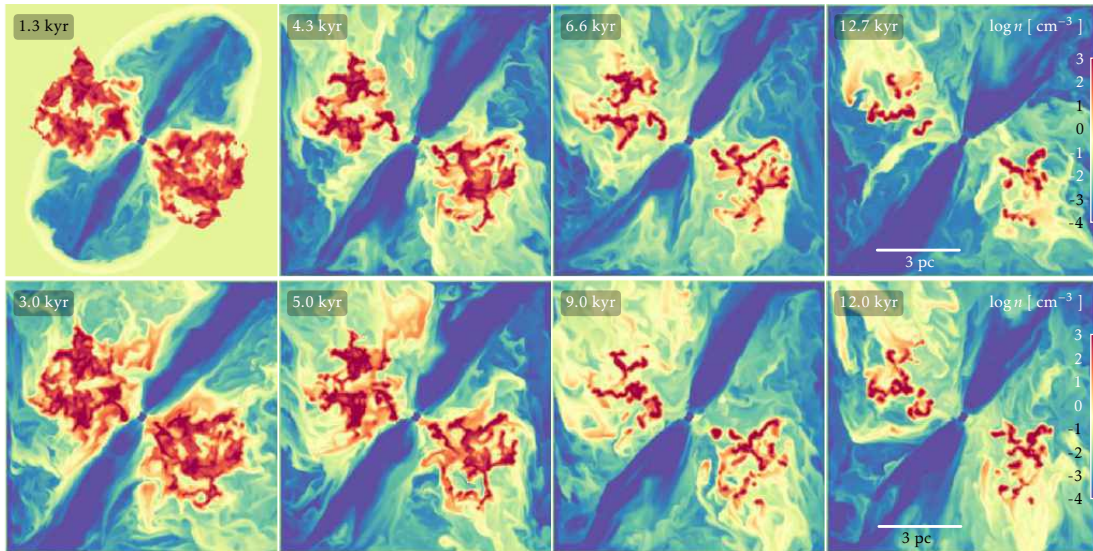 1.3 kyr
4.3 kyr
6.6 kyr
12.7 kyr
log n [ cm⁻³ ]
3
2
1
0
-1
-2
-3
-4
3 pc
3.0 kyr
5.0 kyr
9.0 kyr
12.0 kyr
log n [ cm⁻³ ]
3
2
1
0
-1
-2
-3
-4
3 pc